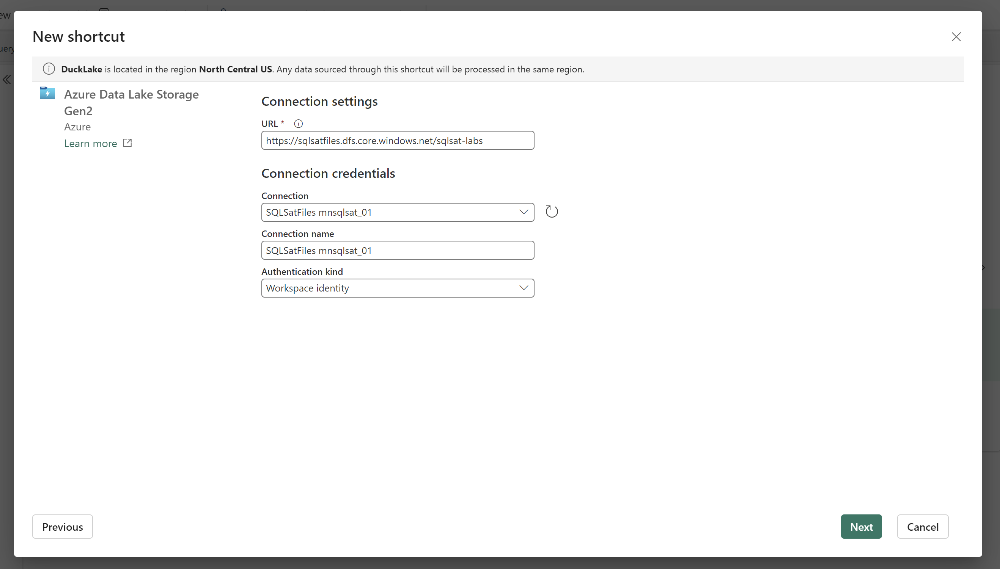 New shortcut
DuckLake is located in the region North Central US. Any data sourced through this shortcut will be processed in the same region.
Azure Data Lake Storage
Gen2
Azure
Learn more
Connection settings
URL *
https://sqlsatfiles.dfs.core.windows.net/sqlsat-labs
Connection credentials
Connection
SQLSatFiles mnsqlsat_01
Connection name
SQLSatFiles mnsqlsat_01
Authentication kind
Workspace identity
Previous
Next
Cancel